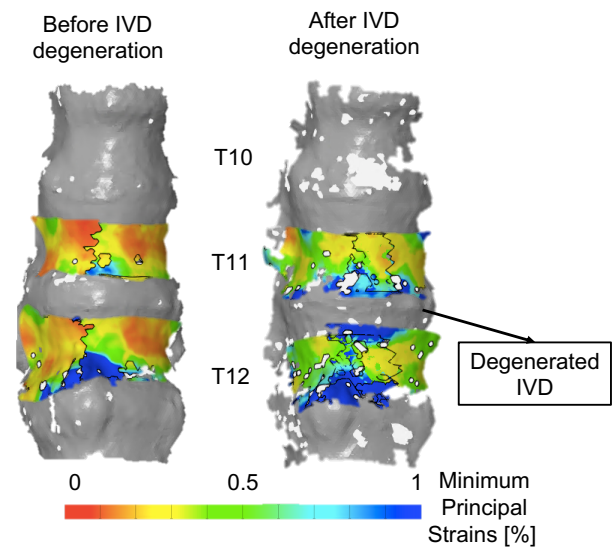 Before IVD
degeneration
After IVD
degeneration
T10
T11
T12
Degenerated
IVD
0
0.5
1
Minimum
Principal
Strains [%]